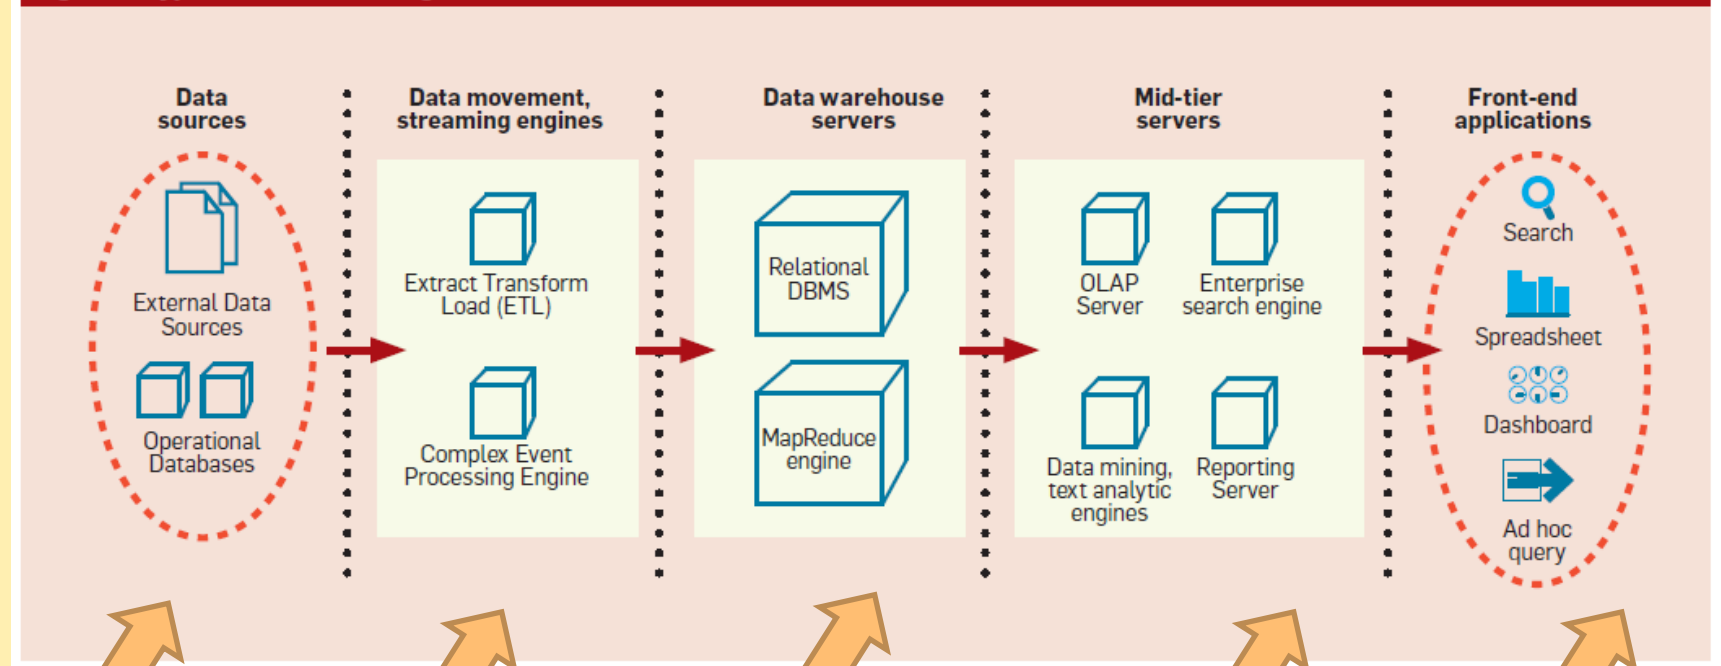 Data
sources
External Data
Sources
Operational
Databases
Data movement,
streaming engines
Extract Transform
Load (ETL)
Complex Event
Processing Engine
Data warehouse
servers
Relational
DBMS
MapReduce
engine
Mid-tier
servers
OLAP
Server
Enterprise
search engine
Data mining,
text analytic
engines
Reporting
Server
Front-end
applications
Search
Spreadsheet
Dashboard
Ad hoc
query